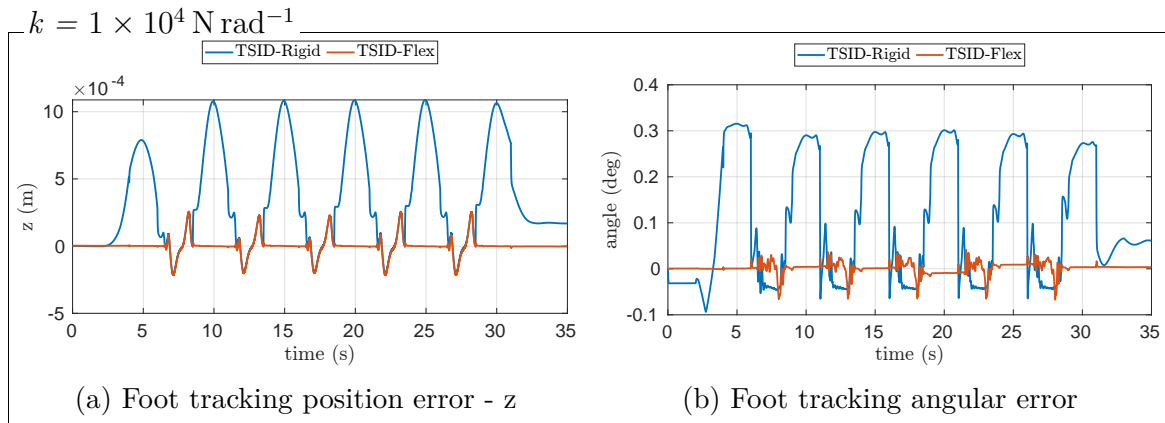 k = 1 × 10⁴ N rad⁻¹
TSID-Rigid TSID-Flex
×10⁻⁴
10
5
0
-5
z (m)
0 5 10 15 20 25 30 35
time (s)
(a) Foot tracking position error - z
TSID-Rigid TSID-Flex
0.4
0.3
0.2
0.1
0
-0.1
angle (deg)
0 5 10 15 20 25 30 35
time (s)
(b) Foot tracking angular error